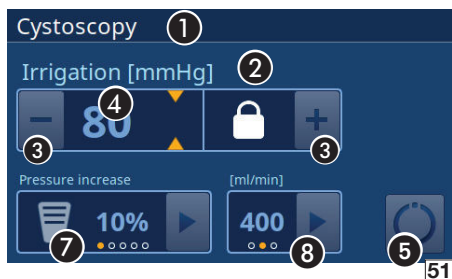 Cystoscopy 1
Irrigation [mmHg] 2
− 80 4 +
3 3
Pressure increase [ml/min]
10% 400
7 8 5
51